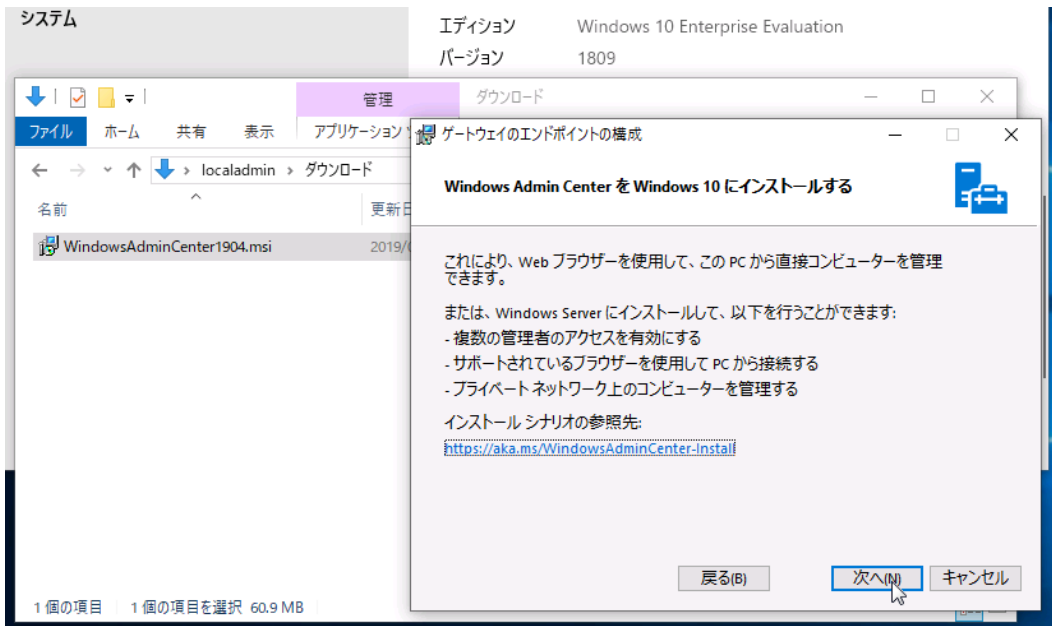 システム
エディション Windows 10 Enterprise Evaluation
バージョン 1809
管理 ダウンロード
ファイル ホーム 共有 表示 アプリケーション
localadmin ダウンロード
名前 更新
WindowsAdminCenter1904.msi 2019/
1 個の項目 1 個の項目を選択 60.9 MB
ゲートウェイのエンドポイントの構成
Windows Admin Center を Windows 10 にインストールする
これにより、Web ブラウザーを使用して、この PC から直接コンピューターを管理
できます。
または、Windows Server にインストールして、以下を行うことができます:
- 複数の管理者のアクセスを有効にする
- サポートされているブラウザーを使用して PC から接続する
- プライベート ネットワーク上のコンピューターを管理する
インストール シナリオの参照先:
https://aka.ms/WindowsAdminCenter-Install
戻る(B) 次へ(N) キャンセル